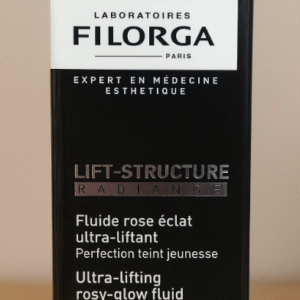 LABORATOIRES
FILORGA
PARIS
EXPERT EN MÉDECINE
ESTHETIQUE
LIFT-STRUCTURE
RADIANCE
Fluide rose éclat
ultra-liftant
Perfection teint jeunesse
Ultra-lifting
rosy-glow fluid